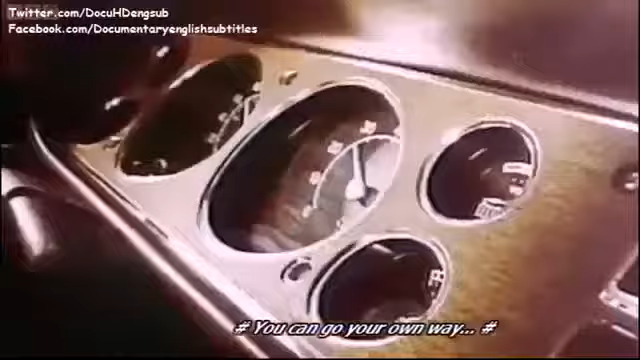 Twitter.com/DocuHDengsub
Facebook.com/Documentaryenglishsubtitles
# You can go your own way... #